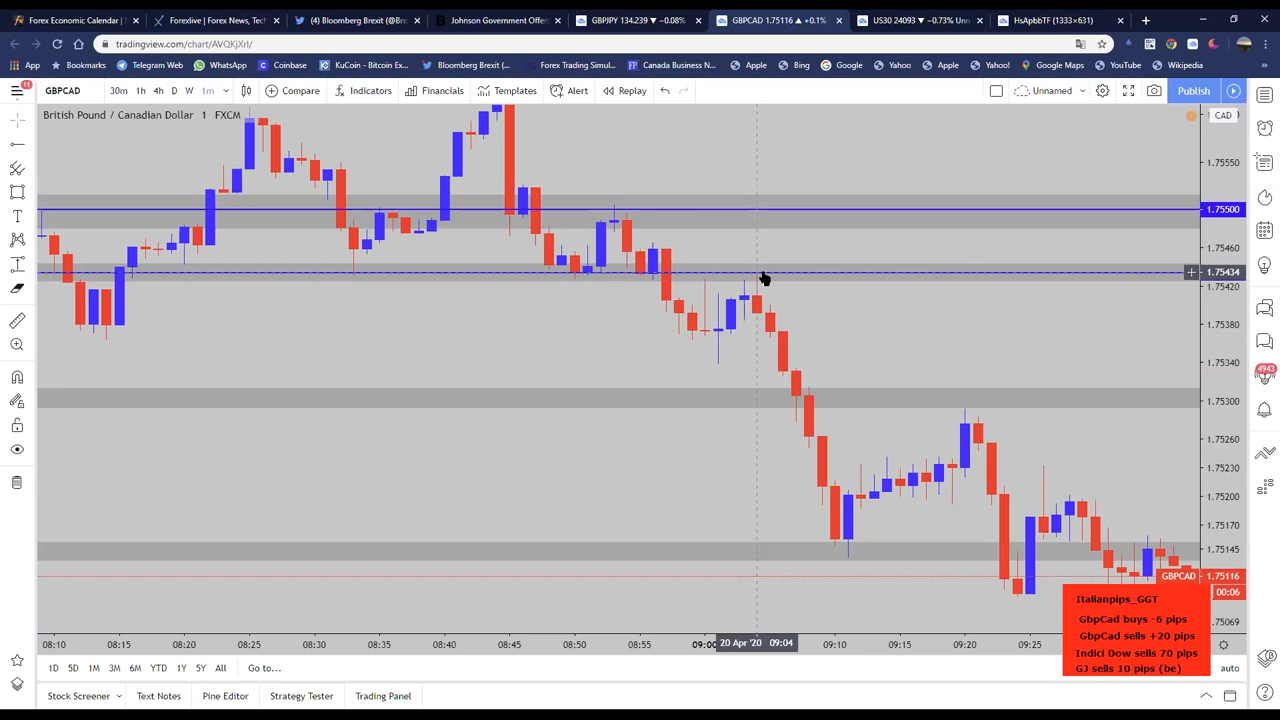 Forex Economic Calendar |
Forexlive | Forex News, Tech
(4) Bloomberg Brexit (@Bre
Johnson Government Offen
GBPJPY 134.239 ▼ −0.08%
GBPCAD 1.75116 ▲ +0.1%
US30 24093 ▼ −0.73% Unn
HsApbbTF (1333×631)
tradingview.com/chart/AVQKjXrI/
App
Bookmarks
Telegram Web
WhatsApp
Coinbase
KuCoin - Bitcoin Ex...
Bloomberg Brexit (...
Forex Trading Simu...
Canada Business N...
Apple
Bing
Google
Yahoo
Apple
Yahoo!
Google Maps
YouTube
Wikipedia
11
GBPCAD
30m 1h 4h D W 1m
Compare
Indicators
Financials
Templates
Alert
Replay
Unnamed
Publish
British Pound / Canadian Dollar 1 FXCM
CAD
1.75550
1.75500
1.75460
1.75434
1.75420
1.75380
1.75340
1.75300
1.75260
1.75230
1.75200
1.75170
1.75145
GBPCAD 1.75116
00:06
1.75069
4943
Italianpips_GGT
GbpCad buys -6 pips
GbpCad sells +20 pips
Indici Dow sells 70 pips
GJ sells 10 pips (be)
08:10 08:15 08:20 08:25 08:30 08:35 08:40 08:45 08:50 08:55 09:00 20 Apr '20 09:04 09:10 09:15 09:20 09:25
1D 5D 1M 3M 6M YTD 1Y 5Y All Go to...
auto
Stock Screener
Text Notes
Pine Editor
Strategy Tester
Trading Panel